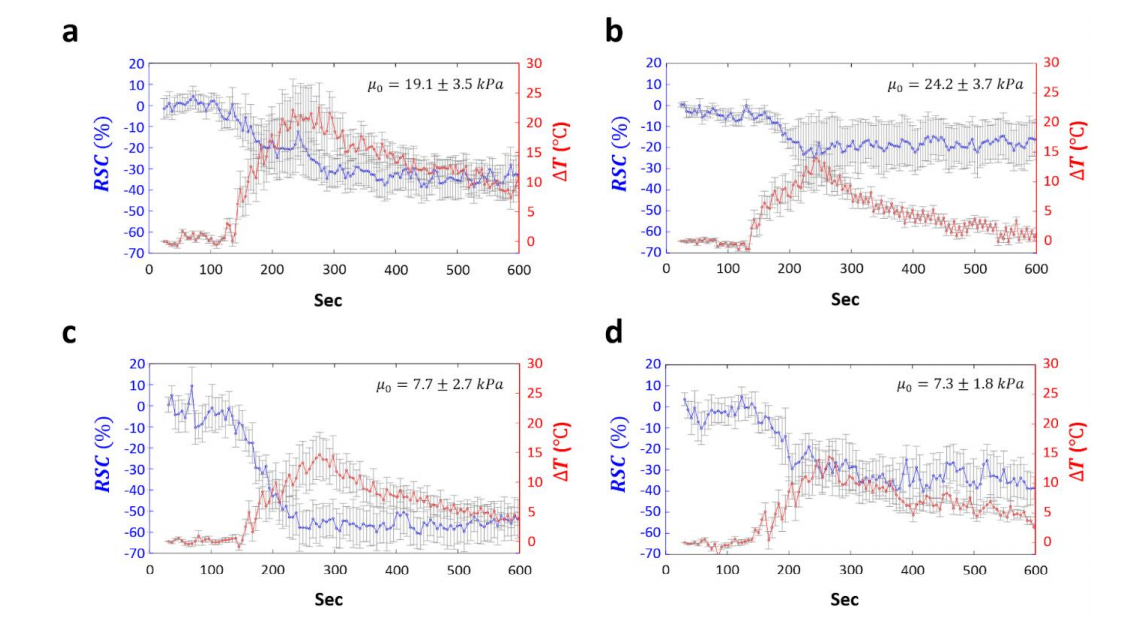 a
b
20
10
0
-10
-20
-30
-40
-50
-60
-70
RSC (%)
μ₀ = 19.1 ± 3.5 kPa
30
25
20
15
10
5
0
ΔT (°C)
0 100 200 300 400 500 600
Sec
20
10
0
-10
-20
-30
-40
-50
-60
-70
RSC (%)
μ₀ = 24.2 ± 3.7 kPa
30
25
20
15
10
5
0
ΔT (°C)
0 100 200 300 400 500 600
Sec
c
d
20
10
0
-10
-20
-30
-40
-50
-60
-70
RSC (%)
μ₀ = 7.7 ± 2.7 kPa
30
25
20
15
10
5
0
ΔT (°C)
0 100 200 300 400 500 600
Sec
20
10
0
-10
-20
-30
-40
-50
-60
-70
RSC (%)
μ₀ = 7.3 ± 1.8 kPa
30
25
20
15
10
5
0
ΔT (°C)
0 100 200 300 400 500 600
Sec